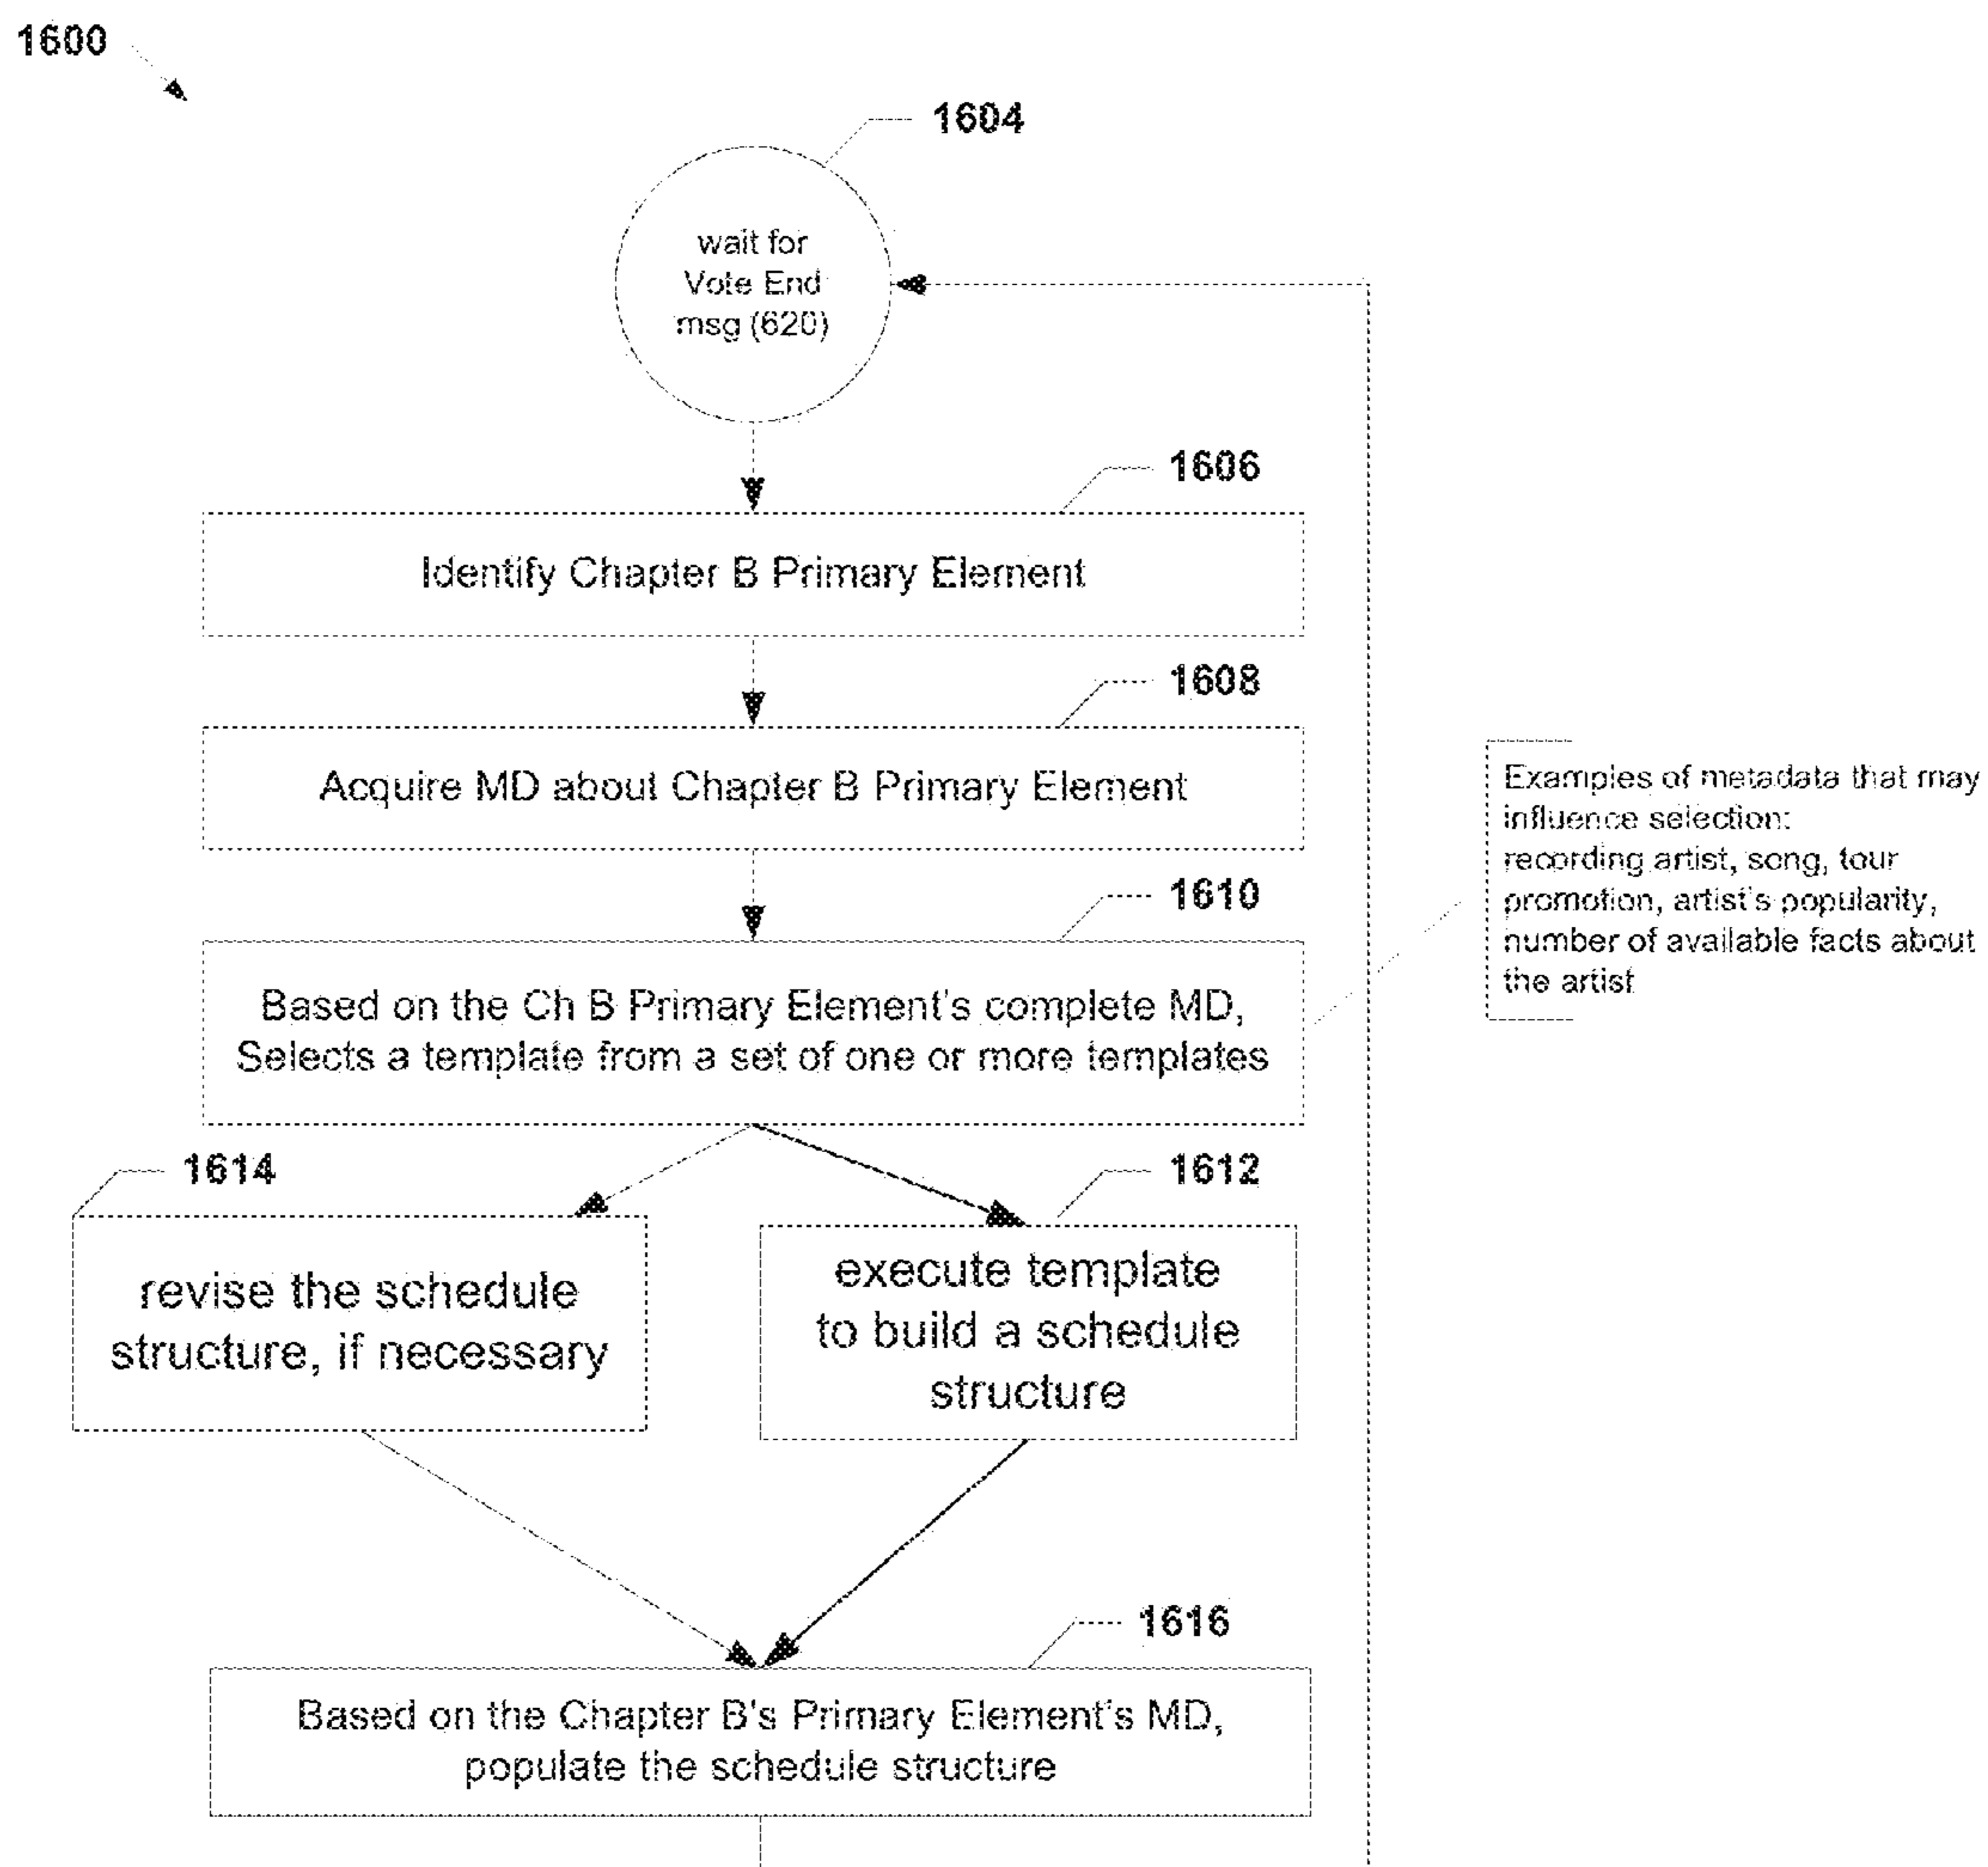 1600
1604
wait for
Vote End
msg (620)
1606
Identify Chapter B Primary Element
1608
Acquire MD about Chapter B Primary Element
1610
Based on the Ch B Primary Element's complete MD,
Selects a template from a set of one or more templates
Examples of metadata that may
influence selection:
recording artist, song, tour
promotion, artist's popularity,
number of available facts about
the artist
1614
revise the schedule
structure, if necessary
1612
execute template
to build a schedule
structure
1616
Based on the Chapter B's Primary Element's MD,
populate the schedule structure